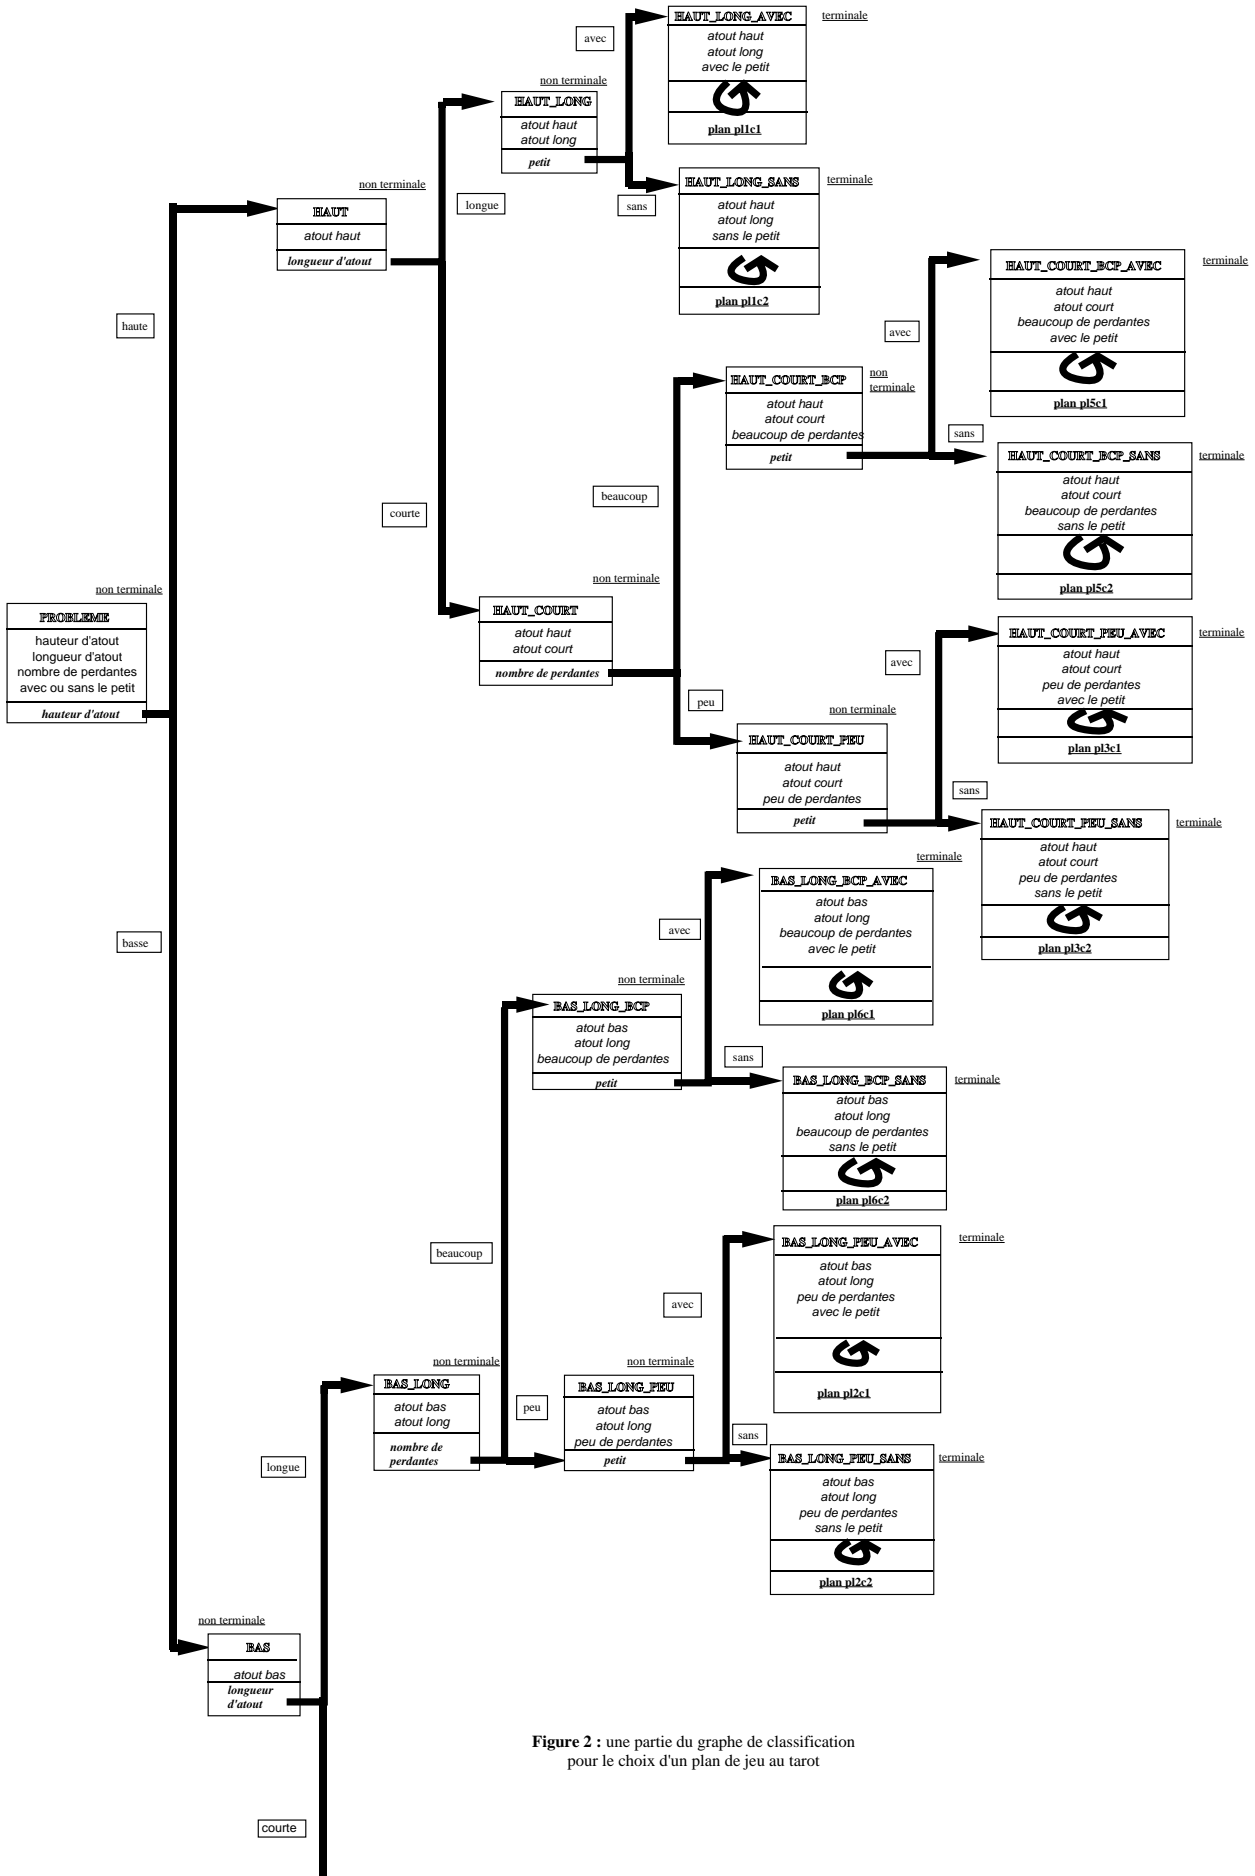 HAUT_LONG_AVEC
terminale
atout haut
atout long
avec le petit
plan pl1c1
avec
non terminale
HAUT_LONG
atout haut
atout long
petit
HAUT_LONG_SANS
terminale
atout haut
atout long
sans le petit
plan pl1c2
sans
longue
non terminale
HAUT
atout haut
longueur d'atout
haute
HAUT_COURT_BCP_AVEC
terminale
atout haut
atout court
beaucoup de perdantes
avec le petit
plan pl5c1
avec
HAUT_COURT_BCP
non
terminale
atout haut
atout court
beaucoup de perdantes
petit
sans
HAUT_COURT_BCP_SANS
terminale
atout haut
atout court
beaucoup de perdantes
sans le petit
plan pl5c2
beaucoup
courte
non terminale
HAUT_COURT
atout haut
atout court
nombre de perdantes
non terminale
PROBLEME
hauteur d'atout
longueur d'atout
nombre de perdantes
avec ou sans le petit
hauteur d'atout
HAUT_COURT_PEU_AVEC
terminale
atout haut
atout court
peu de perdantes
avec le petit
plan pl3c1
avec
peu
non terminale
HAUT_COURT_PEU
atout haut
atout court
peu de perdantes
petit
sans
HAUT_COURT_PEU_SANS
terminale
atout haut
atout court
peu de perdantes
sans le petit
plan pl3c2
basse
terminale
BAS_LONG_BCP_AVEC
atout bas
atout long
beaucoup de perdantes
avec le petit
plan pl6c1
avec
non terminale
BAS_LONG_BCP
atout bas
atout long
beaucoup de perdantes
petit
sans
BAS_LONG_BCP_SANS
terminale
atout bas
atout long
beaucoup de perdantes
sans le petit
plan pl6c2
beaucoup
BAS_LONG_PEU_AVEC
terminale
atout bas
atout long
peu de perdantes
avec le petit
plan pl2c1
avec
non terminale
BAS_LONG
atout bas
atout long
nombre de
perdantes
peu
non terminale
BAS_LONG_PEU
atout bas
atout long
peu de perdantes
petit
sans
BAS_LONG_PEU_SANS
terminale
atout bas
atout long
peu de perdantes
sans le petit
plan pl2c2
longue
non terminale
BAS
atout bas
longueur
d'atout
courte
Figure 2 : une partie du graphe de classification
pour le choix d'un plan de jeu au tarot